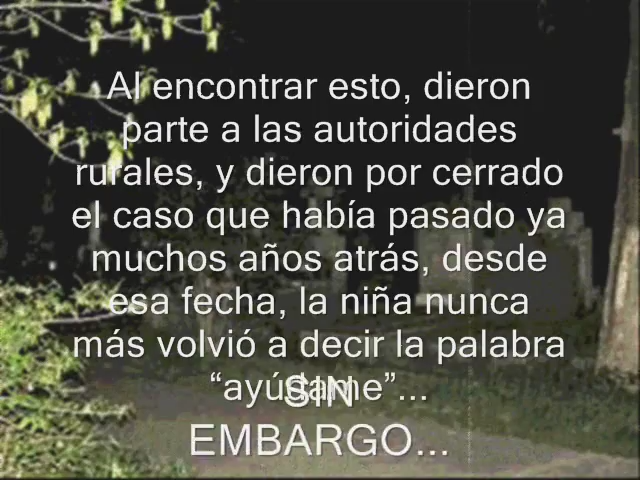 Al encontrar esto, dieron
parte a las autoridades
rurales, y dieron por cerrado
el caso que había pasado ya
muchos años atrás, desde
esa fecha, la niña nunca
más volvió a decir la palabra
“ayúdame”...
SIN
EMBARGO...